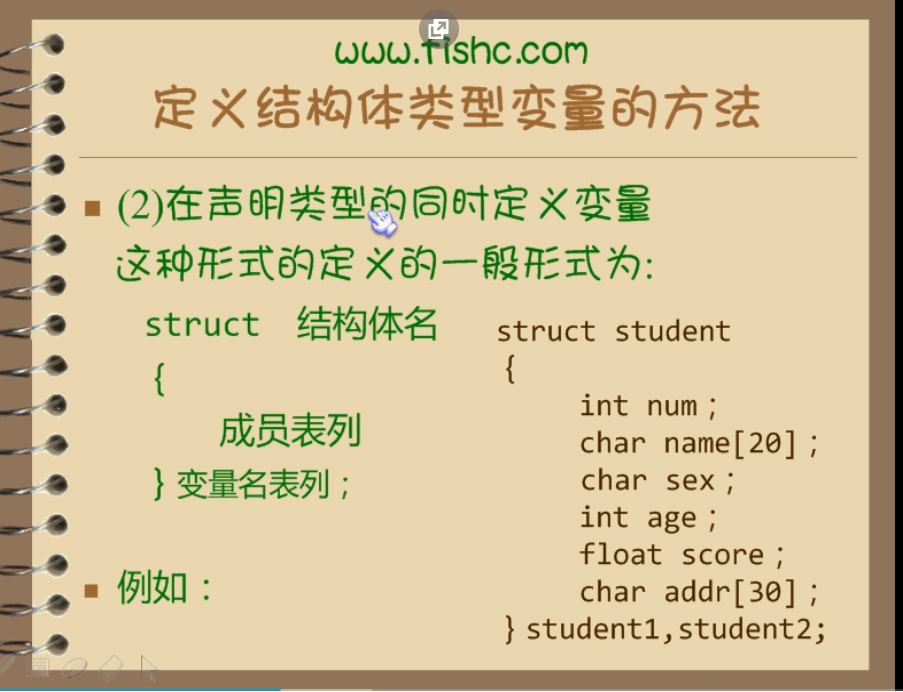 www.fishc.com
定义结构体类型变量的方法
(2)在声明类型的同时定义变量
这种形式的定义的一般形式为:
struct 结构体名
{
成员表列
} 变量名表列；
例如：
struct student
{
int num；
char name[20]；
char sex；
int age；
float score；
char addr[30]；
} student1,student2;